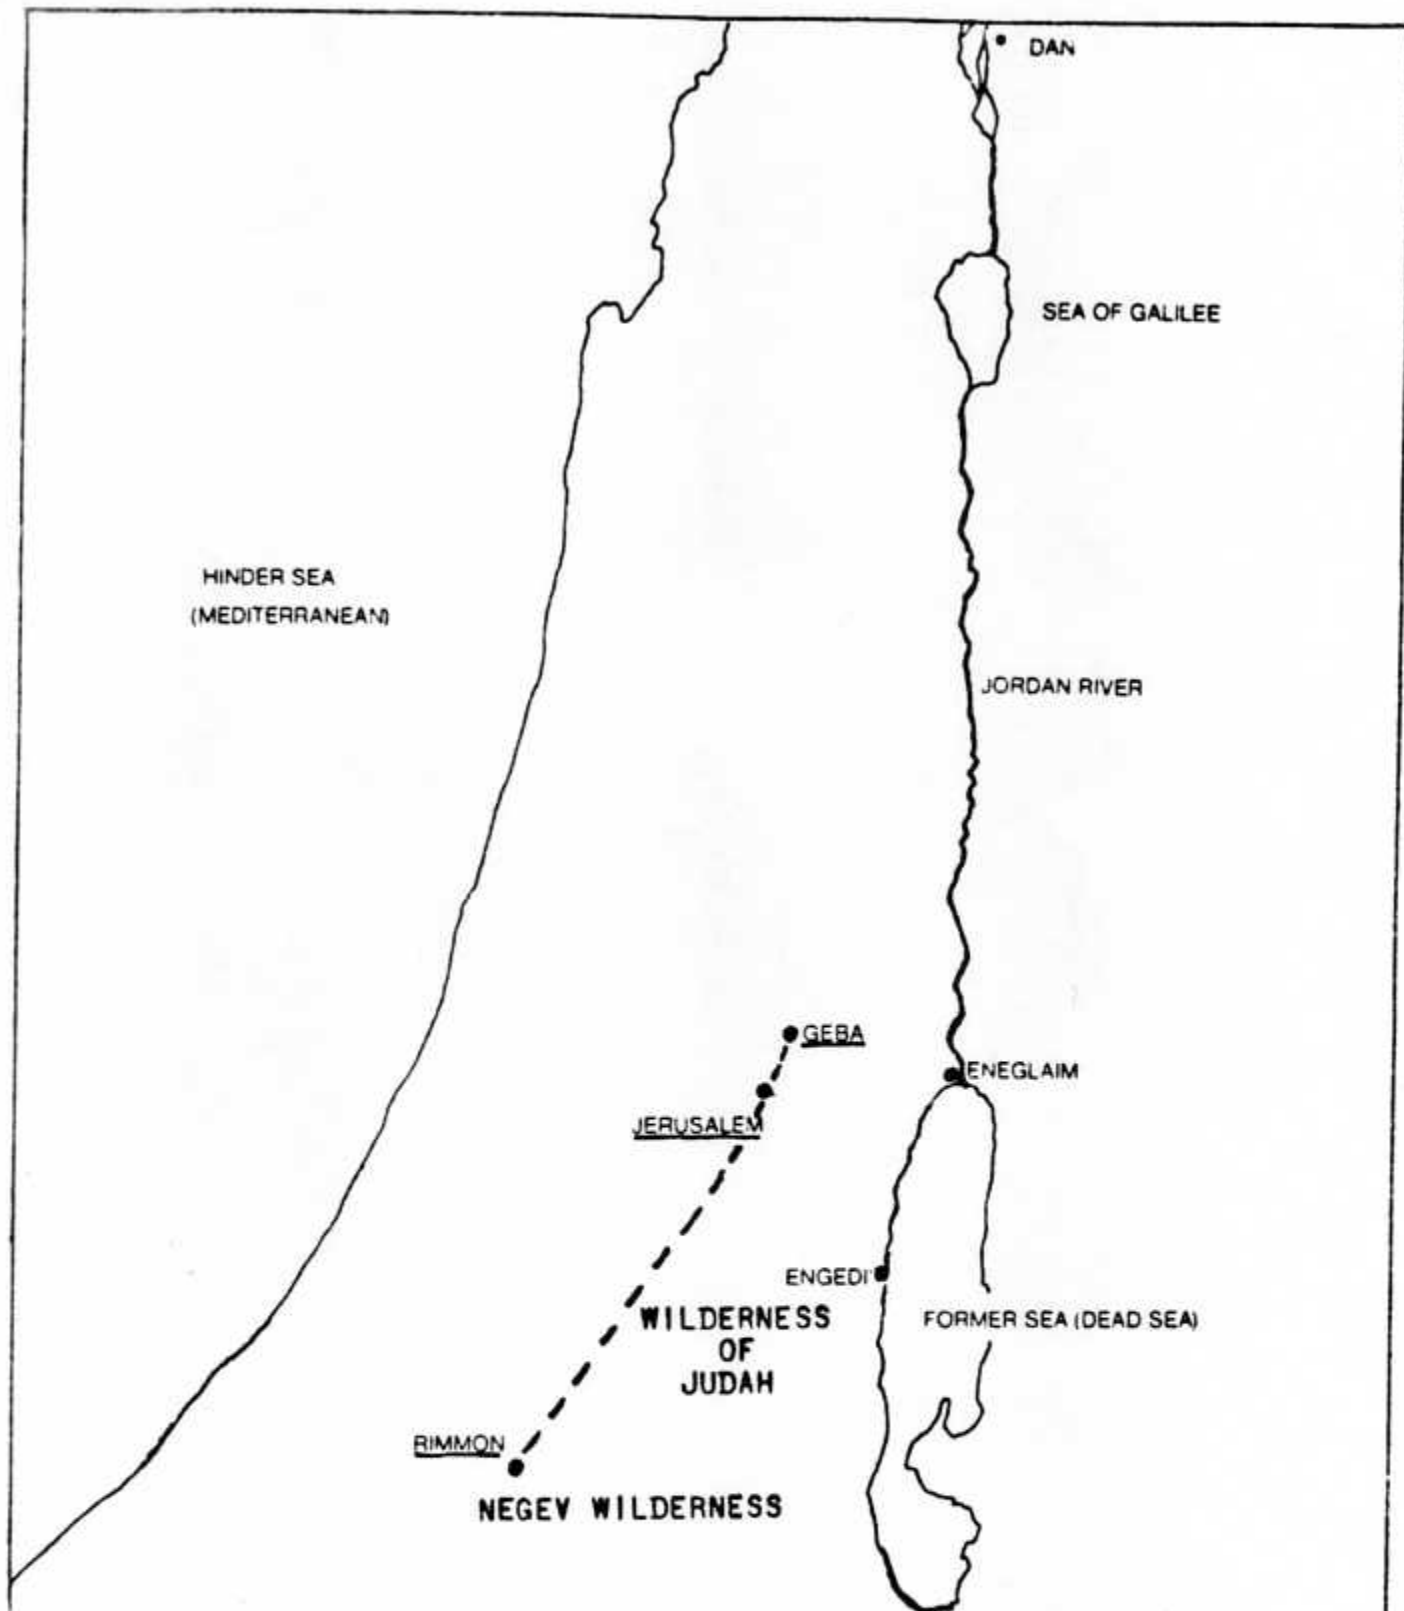 DAN
SEA OF GALILEE
HINDER SEA
(MEDITERRANEAN)
JORDAN RIVER
GEBA
ENEGLAIM
JERUSALEM
ENGEDI
WILDERNESS
OF
JUDAH
FORMER SEA (DEAD SEA)
RIMMON
NEGEV WILDERNESS